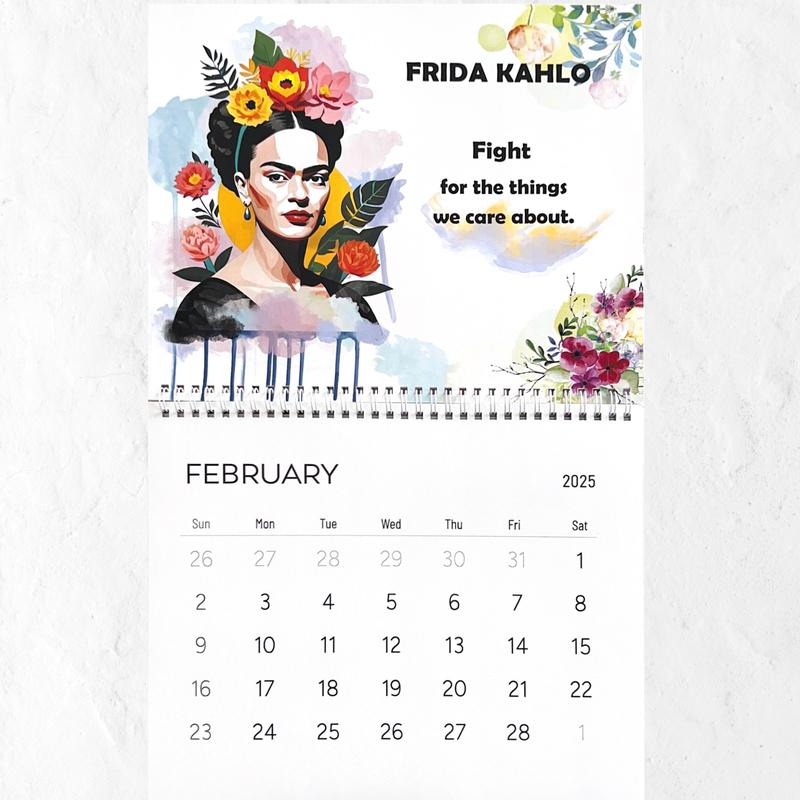 FRIDA KAHLO
Fight
for the things
we care about.
FEBRUARY
2025
Sun Mon Tue Wed Thu Fri Sat
26 27 28 29 30 31 1
2 3 4 5 6 7 8
9 10 11 12 13 14 15
16 17 18 19 20 21 22
23 24 25 26 27 28 1